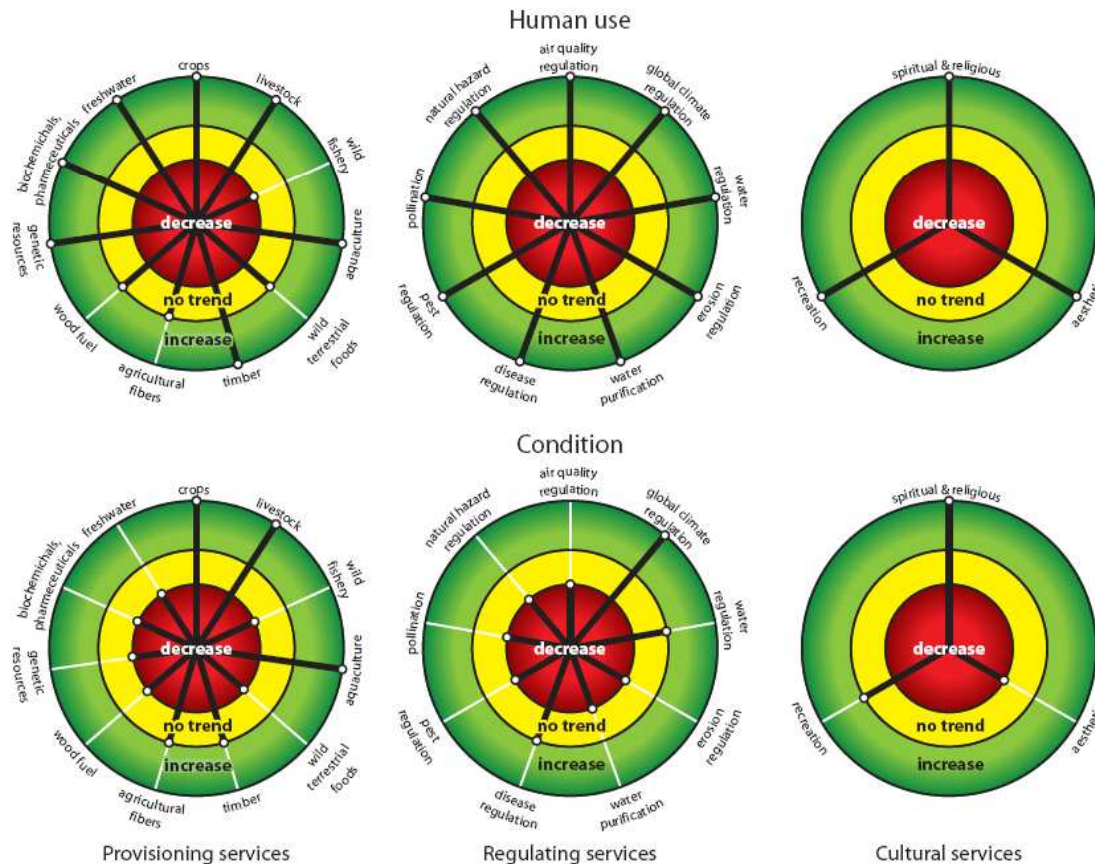 Human use
crops
livestock
wild
fishery
aquaculture
wild
terrestrial
foods
timber
agricultural
fibers
wood fuel
genetic
resources
biochemichals,
pharmeceuticals
freshwater
decrease
no trend
increase
air quality
regulation
global climate
regulation
water
regulation
erosion
regulation
water
purification
disease
regulation
pest
regulation
pollination
natural hazard
regulation
decrease
no trend
increase
spiritual & religious
aesthetic
recreation
decrease
no trend
increase
Condition
crops
livestock
wild
fishery
aquaculture
wild
terrestrial
foods
timber
agricultural
fibers
wood fuel
genetic
resources
biochemichals,
pharmeceuticals
freshwater
decrease
no trend
increase
air quality
regulation
global climate
regulation
water
regulation
erosion
regulation
water
purification
disease
regulation
pest
regulation
pollination
natural hazard
regulation
decrease
no trend
increase
spiritual & religious
aesthetic
recreation
decrease
no trend
increase
Provisioning services
Regulating services
Cultural services